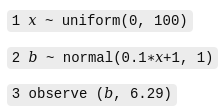 1 x ~ uniform(0, 100)
2 b ~ normal(0.1*x+1, 1)
3 observe (b, 6.29)